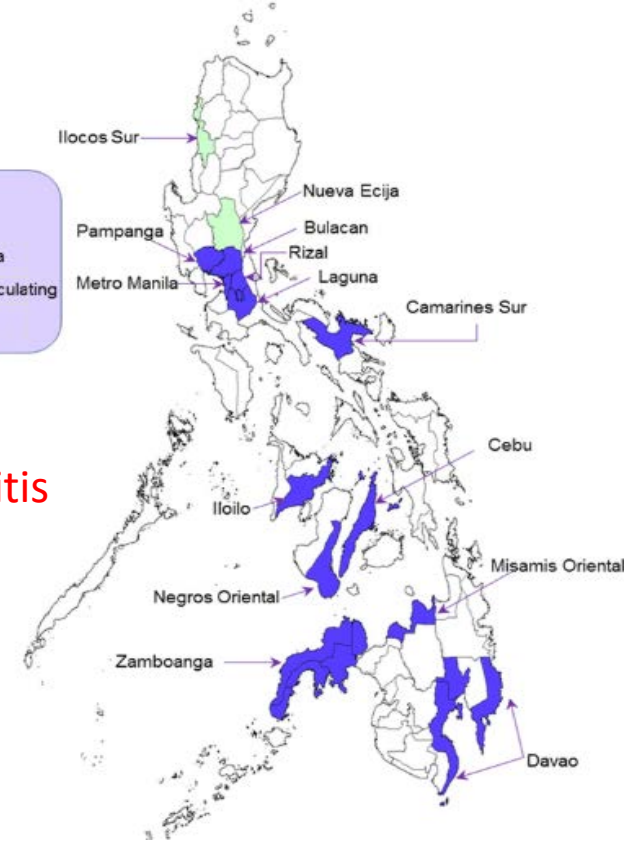 Ilocos Sur
Nueva Ecija
Pampanga
Bulacan
Rizal
Metro Manila
Laguna
Camarines Sur
Cebu
Iloilo
Misamis Oriental
Negros Oriental
Zamboanga
Davao